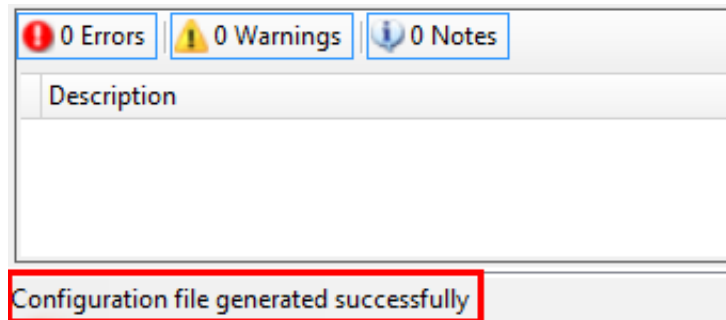 0 Errors 0 Warnings 0 Notes
Description
Configuration file generated successfully